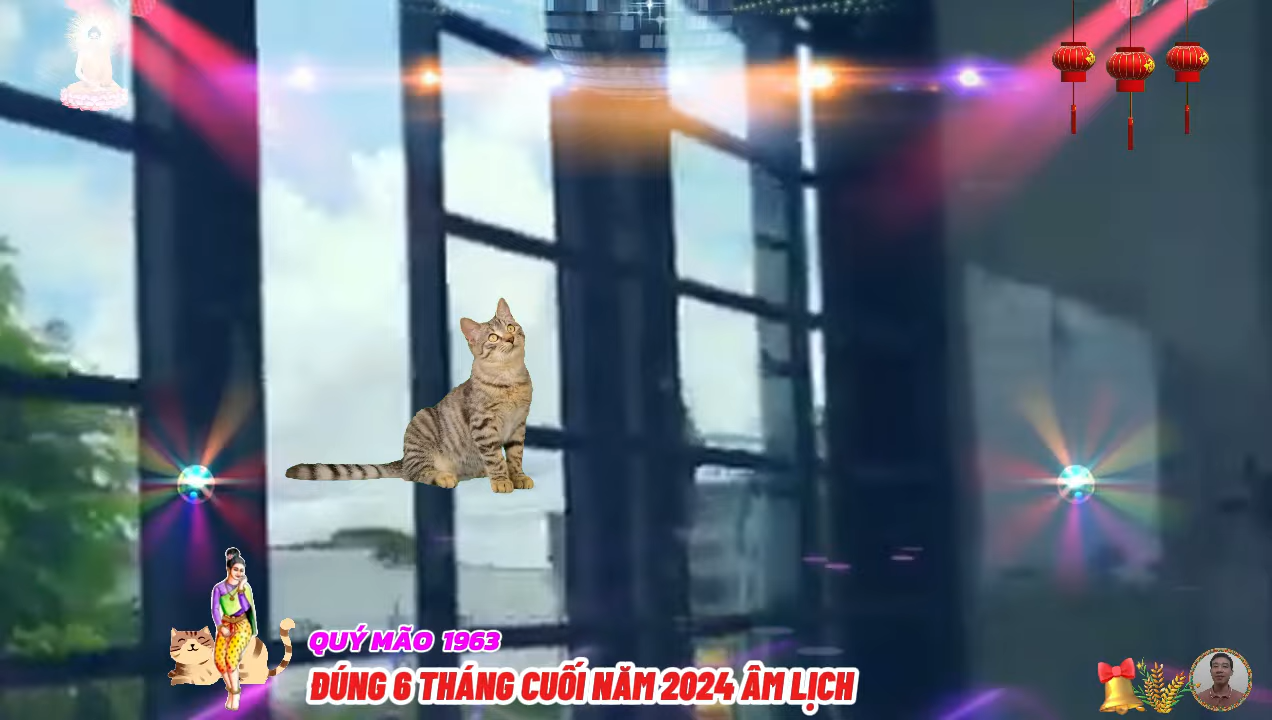 QUÝ MÃO 1963
ĐÚNG 6 THÁNG CUỐI NĂM 2024 ÂM LỊCH